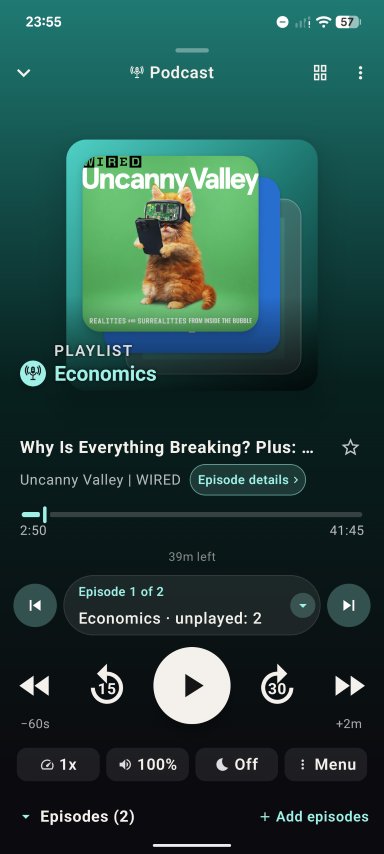 23:55
57
Podcast
WIRED
Uncanny Valley
REALITIES AND SURREALITIES FROM INSIDE THE BUBBLE
PLAYLIST
Economics
Why Is Everything Breaking? Plus: ...
Uncanny Valley | WIRED
Episode details ›
2:50
41:45
39m left
Episode 1 of 2
Economics · unplayed: 2
15
30
−60s
+2m
1x
100%
Off
Menu
Episodes (2)
+ Add episodes